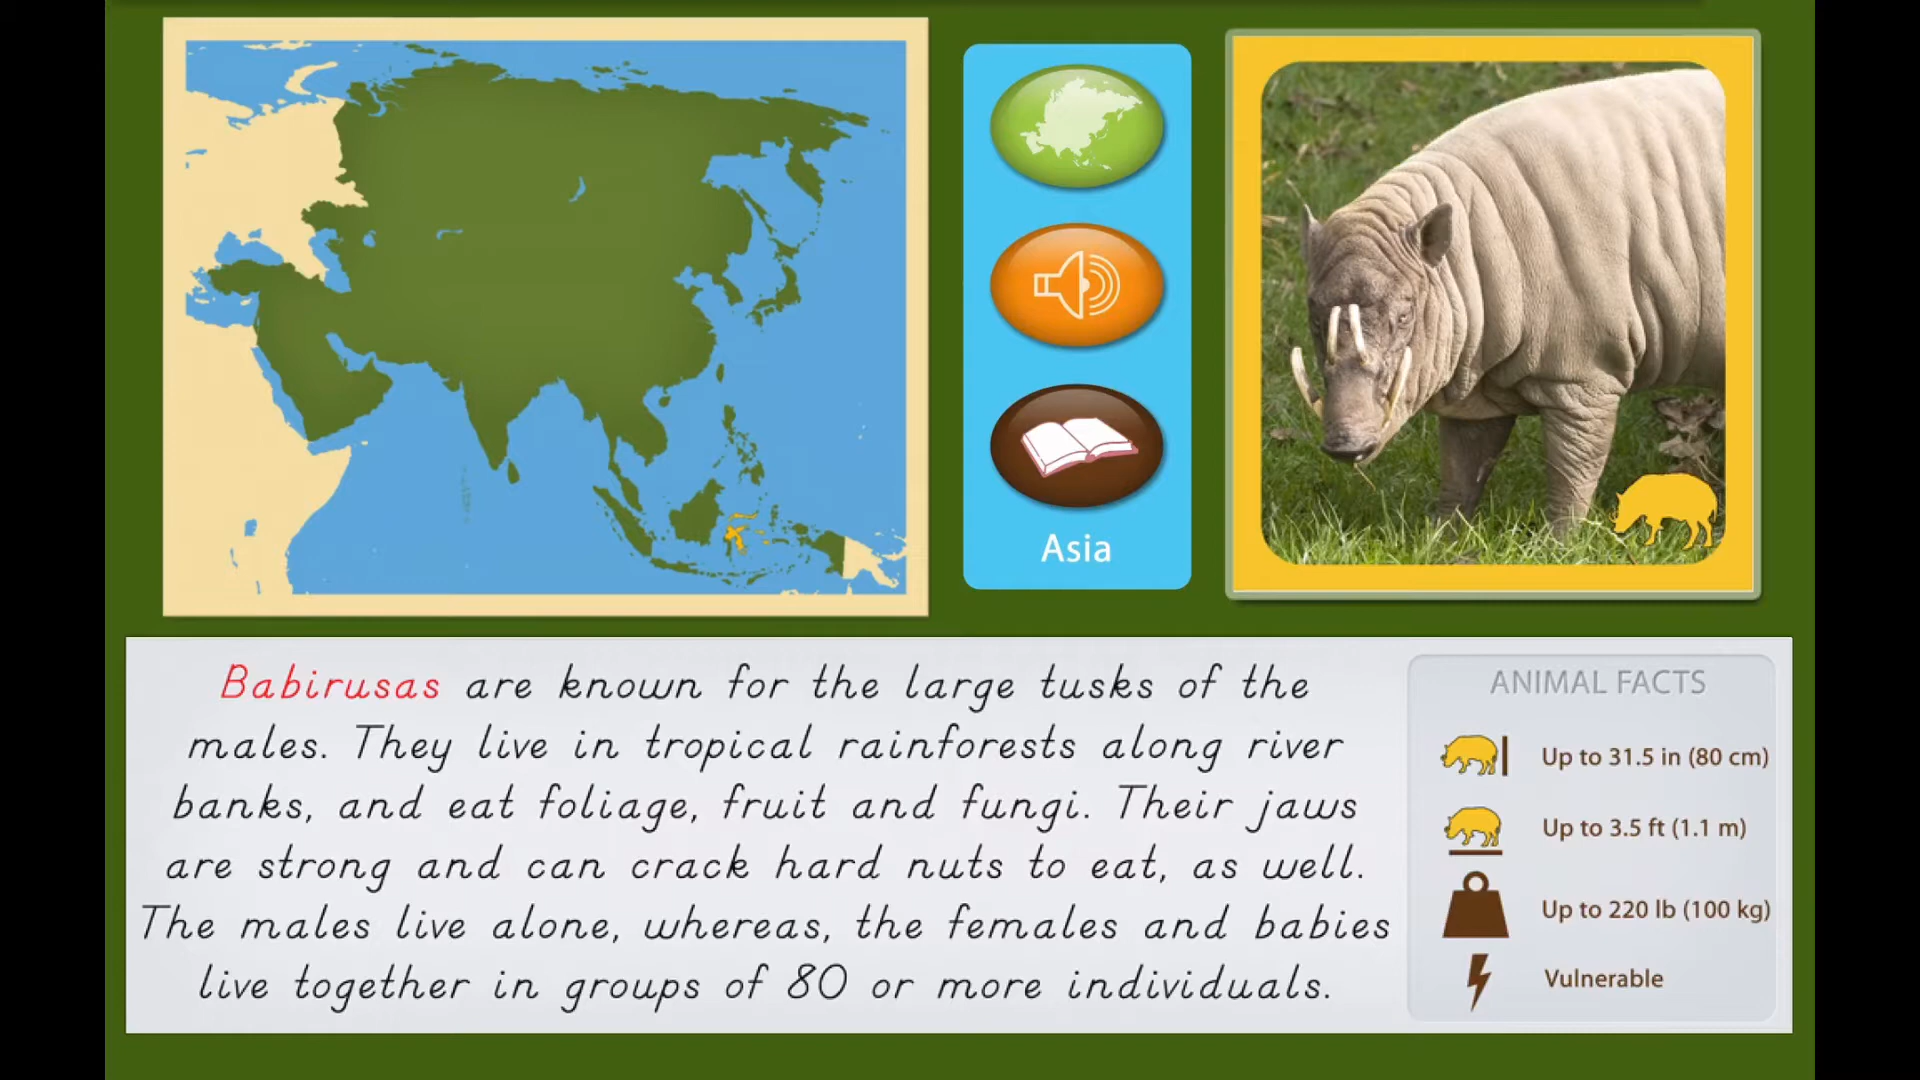 Asia
Babirusas are known for the large tusks of the
males. They live in tropical rainforests along river
banks, and eat foliage, fruit and fungi. Their jaws
are strong and can crack hard nuts to eat, as well.
The males live alone, whereas, the females and babies
live together in groups of 80 or more individuals.
ANIMAL FACTS
Up to 31.5 in (80 cm)
Up to 3.5 ft (1.1 m)
Up to 220 lb (100 kg)
Vulnerable